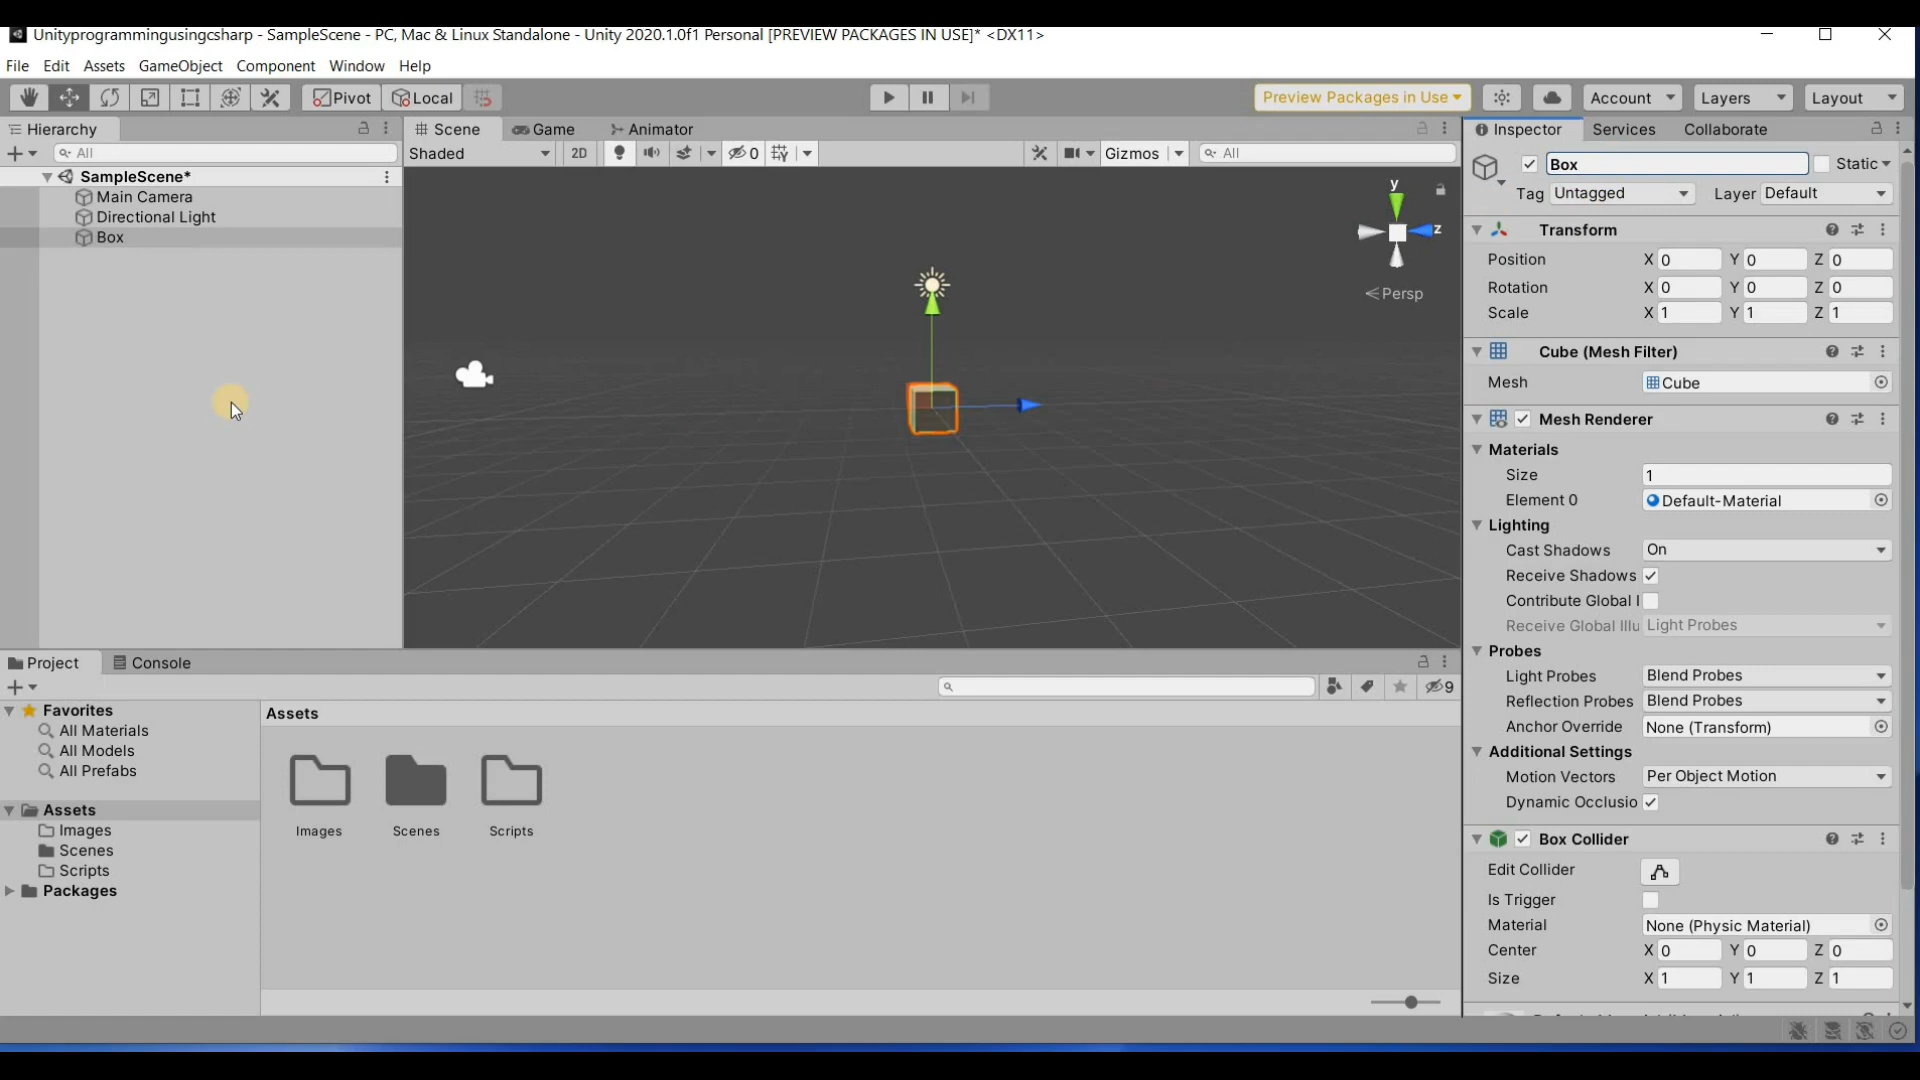 Unityprogrammingusingcsharp - SampleScene - PC, Mac & Linux Standalone - Unity 2020.1.0f1 Personal [PREVIEW PACKAGES IN USE]* <DX11>
File Edit Assets GameObject Component Window Help
Pivot Local Preview Packages in Use Account Layers Layout
Hierarchy Scene Game Animator Inspector Services Collaborate
All Shaded 2D 0 Gizmos All
Box Static
SampleScene*
Main Camera
Directional Light
Box
y
z
Persp
Tag Untagged Layer Default
Transform
Position X 0 Y 0 Z 0
Rotation X 0 Y 0 Z 0
Scale X 1 Y 1 Z 1
Cube (Mesh Filter)
Mesh Cube
Mesh Renderer
Materials
Size 1
Element 0 Default-Material
Lighting
Cast Shadows On
Receive Shadows
Contribute Global I
Receive Global Illu Light Probes
Probes
Light Probes Blend Probes
Reflection Probes Blend Probes
Anchor Override None (Transform)
Additional Settings
Motion Vectors Per Object Motion
Dynamic Occlusio
Box Collider
Edit Collider
Is Trigger
Material None (Physic Material)
Center X 0 Y 0 Z 0
Size X 1 Y 1 Z 1
Project Console
9
Favorites
All Materials
All Models
All Prefabs
Assets
Images
Scenes
Scripts
Packages
Assets
Images Scenes Scripts